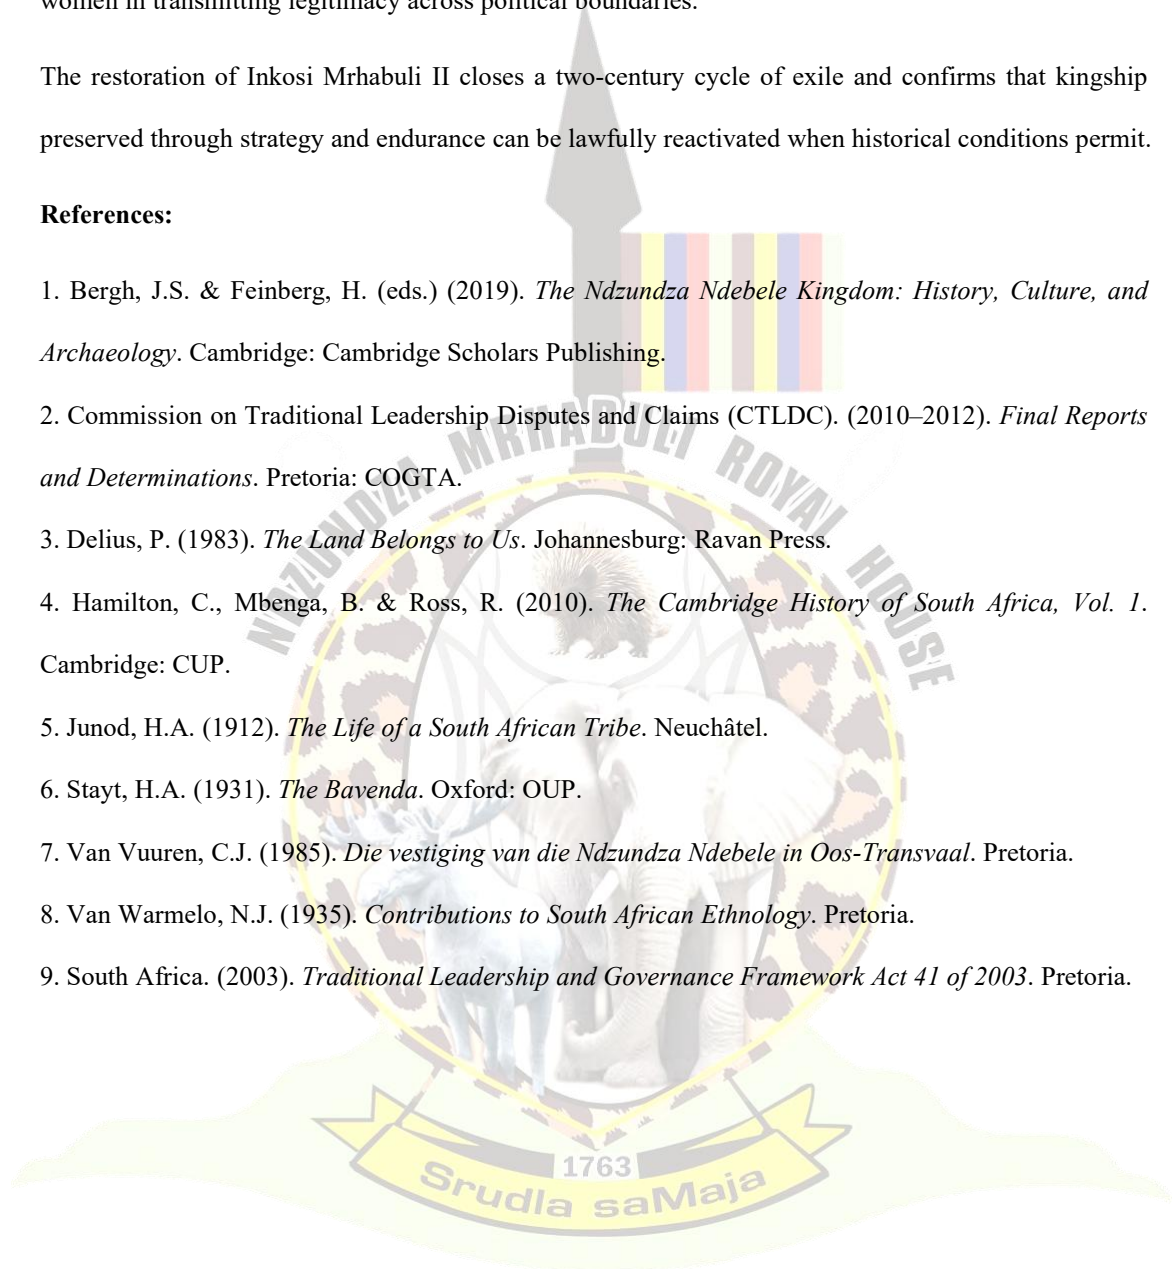 women in transmitting legitimacy across political boundaries.
The restoration of Inkosi Mrhabuli II closes a two-century cycle of exile and confirms that kingship
preserved through strategy and endurance can be lawfully reactivated when historical conditions permit.
References:
1. Bergh, J.S. & Feinberg, H. (eds.) (2019). The Ndzundza Ndebele Kingdom: History, Culture, and
Archaeology. Cambridge: Cambridge Scholars Publishing.
2. Commission on Traditional Leadership Disputes and Claims (CTLDC). (2010–2012). Final Reports
and Determinations. Pretoria: COGTA.
3. Delius, P. (1983). The Land Belongs to Us. Johannesburg: Ravan Press.
4. Hamilton, C., Mbenga, B. & Ross, R. (2010). The Cambridge History of South Africa, Vol. 1.
Cambridge: CUP.
5. Junod, H.A. (1912). The Life of a South African Tribe. Neuchâtel.
6. Stayt, H.A. (1931). The Bavenda. Oxford: OUP.
7. Van Vuuren, C.J. (1985). Die vestiging van die Ndzundza Ndebele in Oos-Transvaal. Pretoria.
8. Van Warmelo, N.J. (1935). Contributions to South African Ethnology. Pretoria.
9. South Africa. (2003). Traditional Leadership and Governance Framework Act 41 of 2003. Pretoria.
NDZUNDZA MRHABULI ROYAL HOUSE
1763
Srudla saMaja